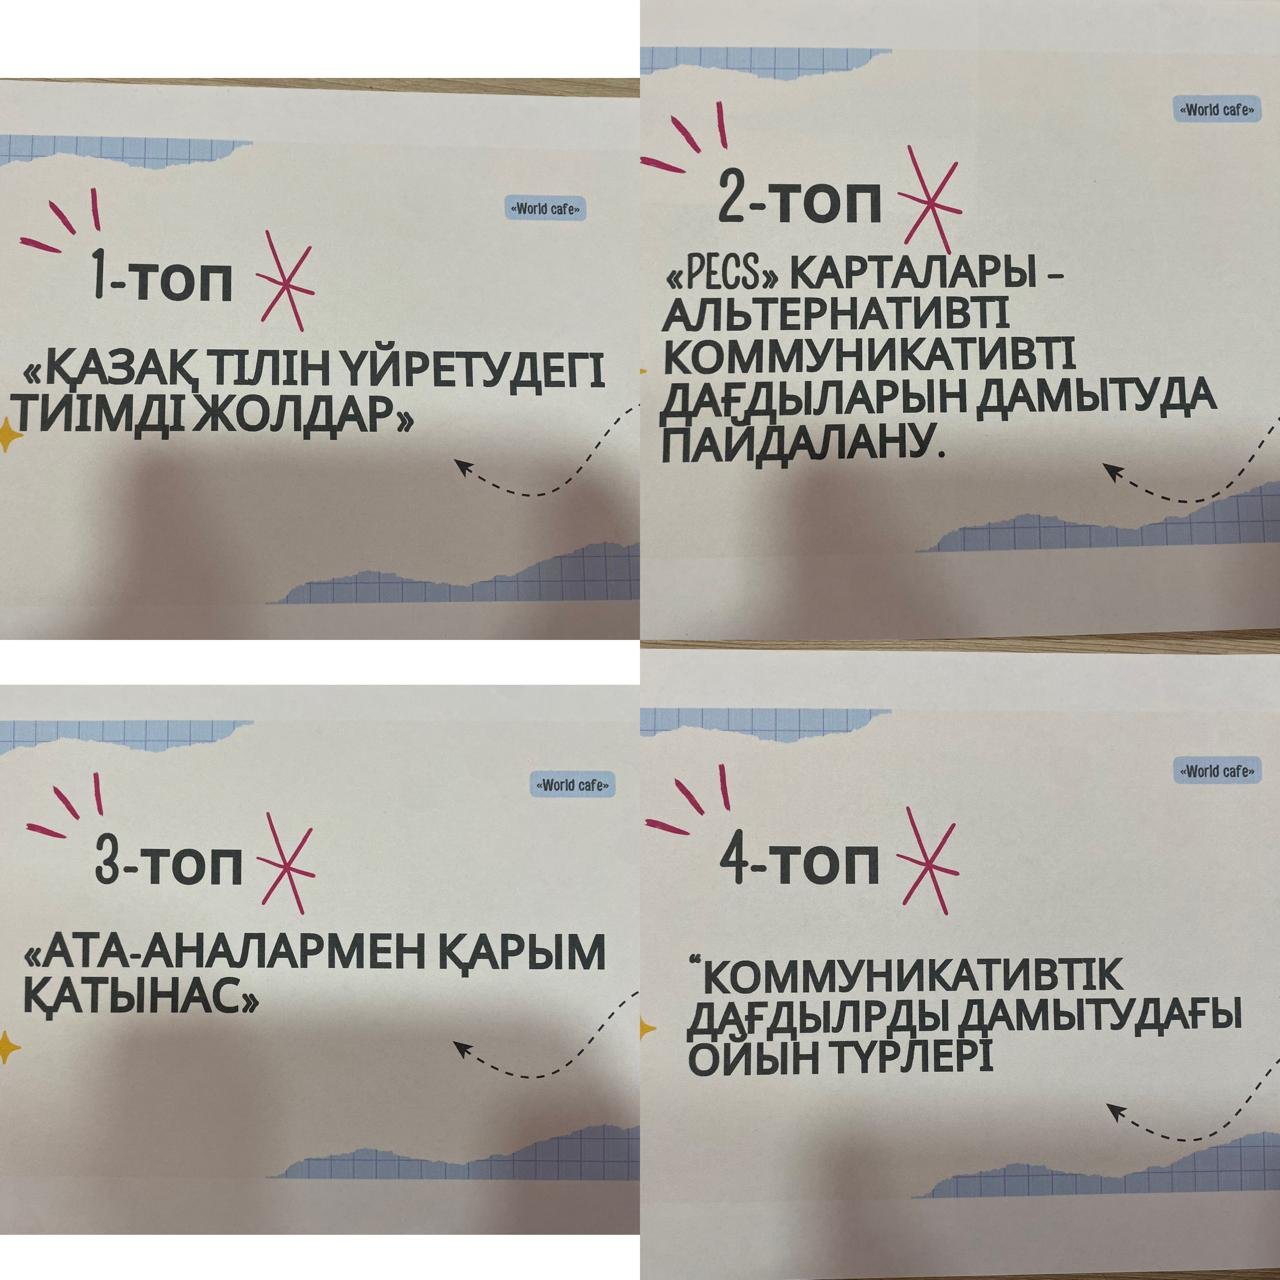 «World cafe»
1-топ
«ҚАЗАҚ ТІЛІН ҮЙРЕТУДЕГІ
ТИІМДІ ЖОЛДАР»
«World cafe»
2-топ
«PECS» КАРТАЛАРЫ –
АЛЬТЕРНАТИВТІ
КОММУНИКАТИВТІ
ДАҒДЫЛАРЫН ДАМЫТУДА
ПАЙДАЛАНУ.
«World cafe»
3-топ
«АТА-АНАЛАРМЕН ҚАРЫМ
ҚАТЫНАС»
«World cafe»
4-топ
“КОММУНИКАТИВТІК
ДАҒДЫЛРДЫ ДАМЫТУДАҒЫ
ОЙЫН ТҮРЛЕРІ